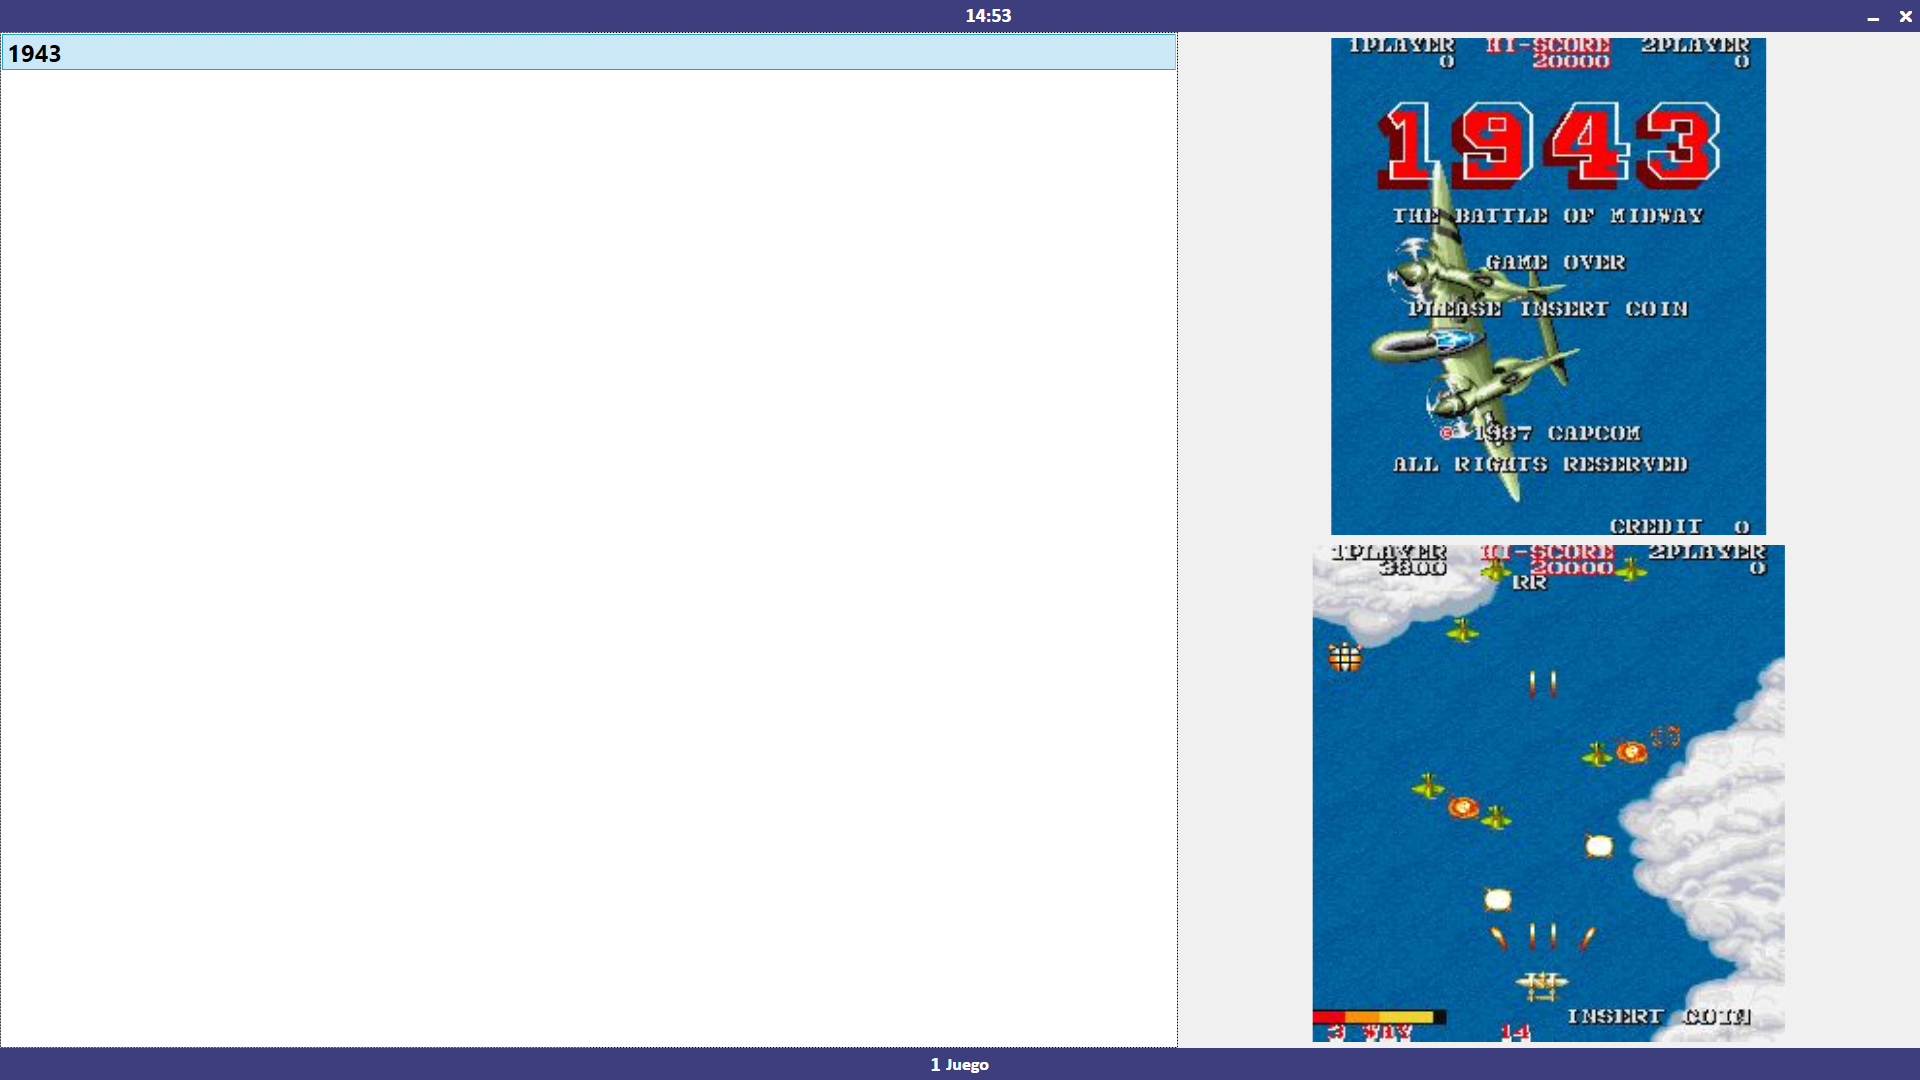 14:53
1943
1PLAYER HI-SCORE 2PLAYER
0 20000 0
1943
THE BATTLE OF MIDWAY
GAME OVER
PLEASE INSERT COIN
© 1987 CAPCOM
ALL RIGHTS RESERVED
CREDIT 0
1PLAYER HI-SCORE 2PLAYER
3800 20000 0
RR
INSERT COIN
3 WAY 14
1 Juego